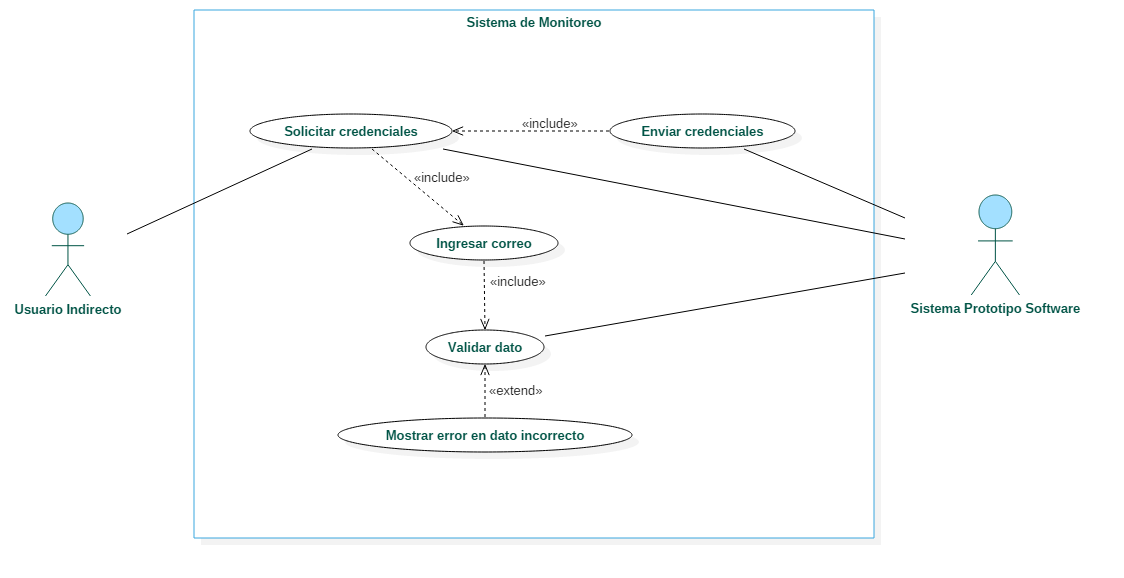 Sistema de Monitoreo
Solicitar credenciales
«include»
Enviar credenciales
«include»
Ingresar correo
«include»
Usuario Indirecto
Sistema Prototipo Software
Validar dato
«extend»
Mostrar error en dato incorrecto